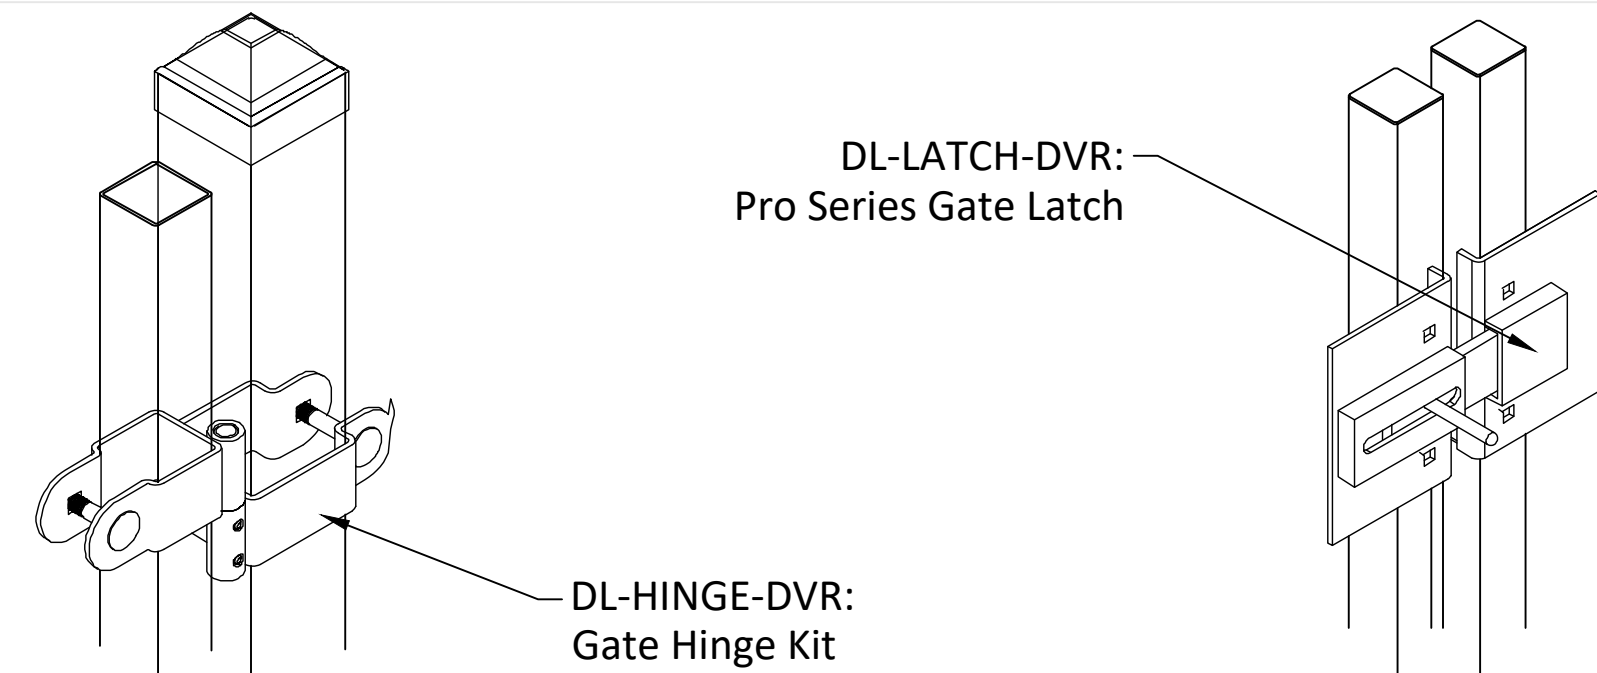 DL-LATCH-DVR:
Pro Series Gate Latch
DL-HINGE-DVR:
Gate Hinge Kit